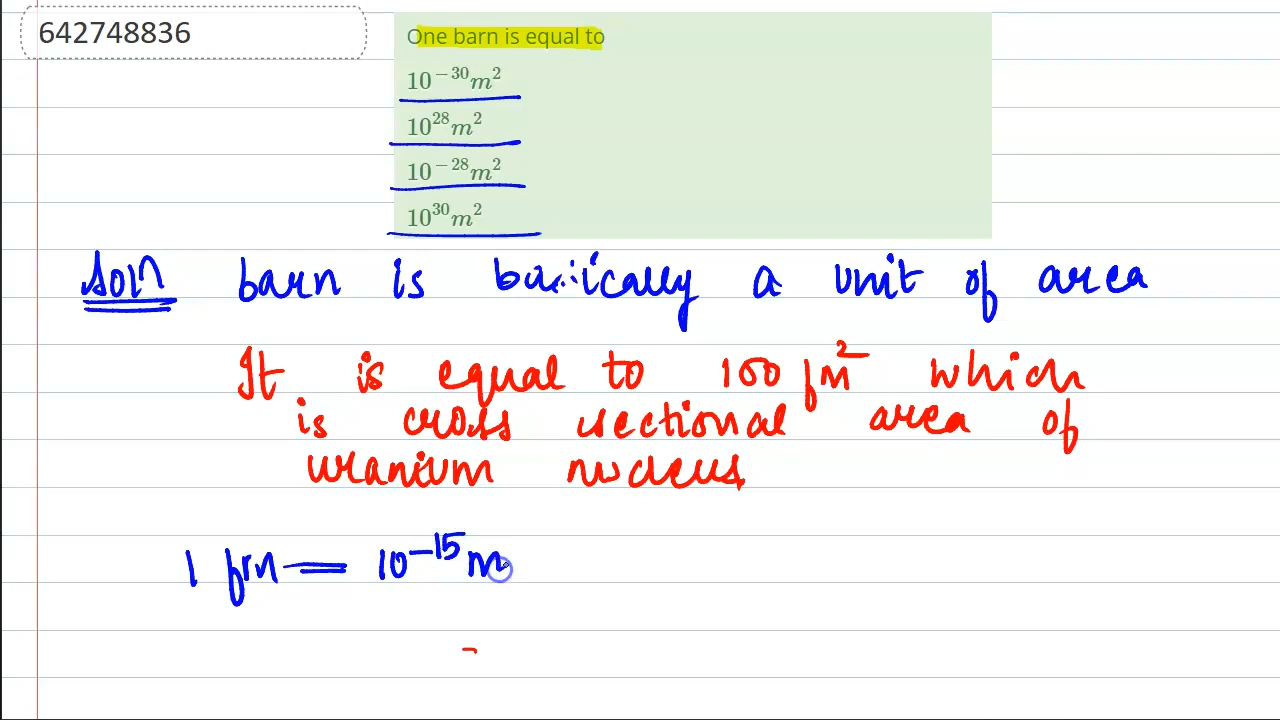 642748836
One barn is equal to
10^{-30}m^2
10^{28}m^2
10^{-28}m^2
10^{30}m^2
Soln barn is basically a unit of area
It is equal to 100 fm^2 which
is cross sectional area of
uranium nucleus
1 fm = 10^{-15} m